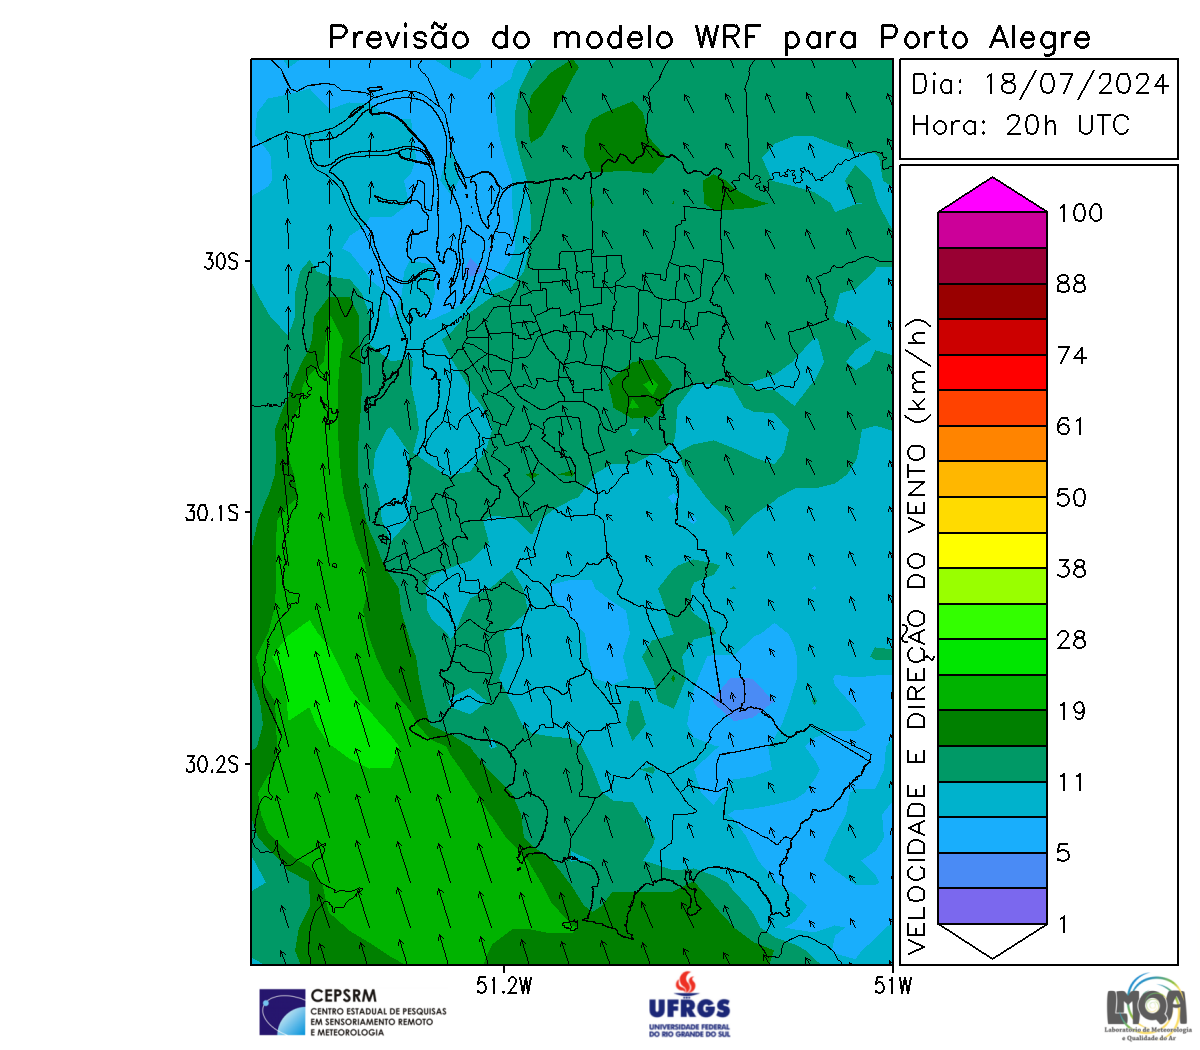 Previsão do modelo WRF para Porto Alegre
Dia: 18/07/2024
Hora: 20h UTC
30S
30.1S
30.2S
51.2W
51W
VELOCIDADE E DIREÇÃO DO VENTO (km/h)
100
88
74
61
50
38
28
19
11
5
1
CEPSRM
CENTRO ESTADUAL DE PESQUISAS
EM SENSORIAMENTO REMOTO
E METEOROLOGIA
UFRGS
UNIVERSIDADE FEDERAL
DO RIO GRANDE DO SUL
LMQA
Laboratório de Meteorologia
e Qualidade do Ar